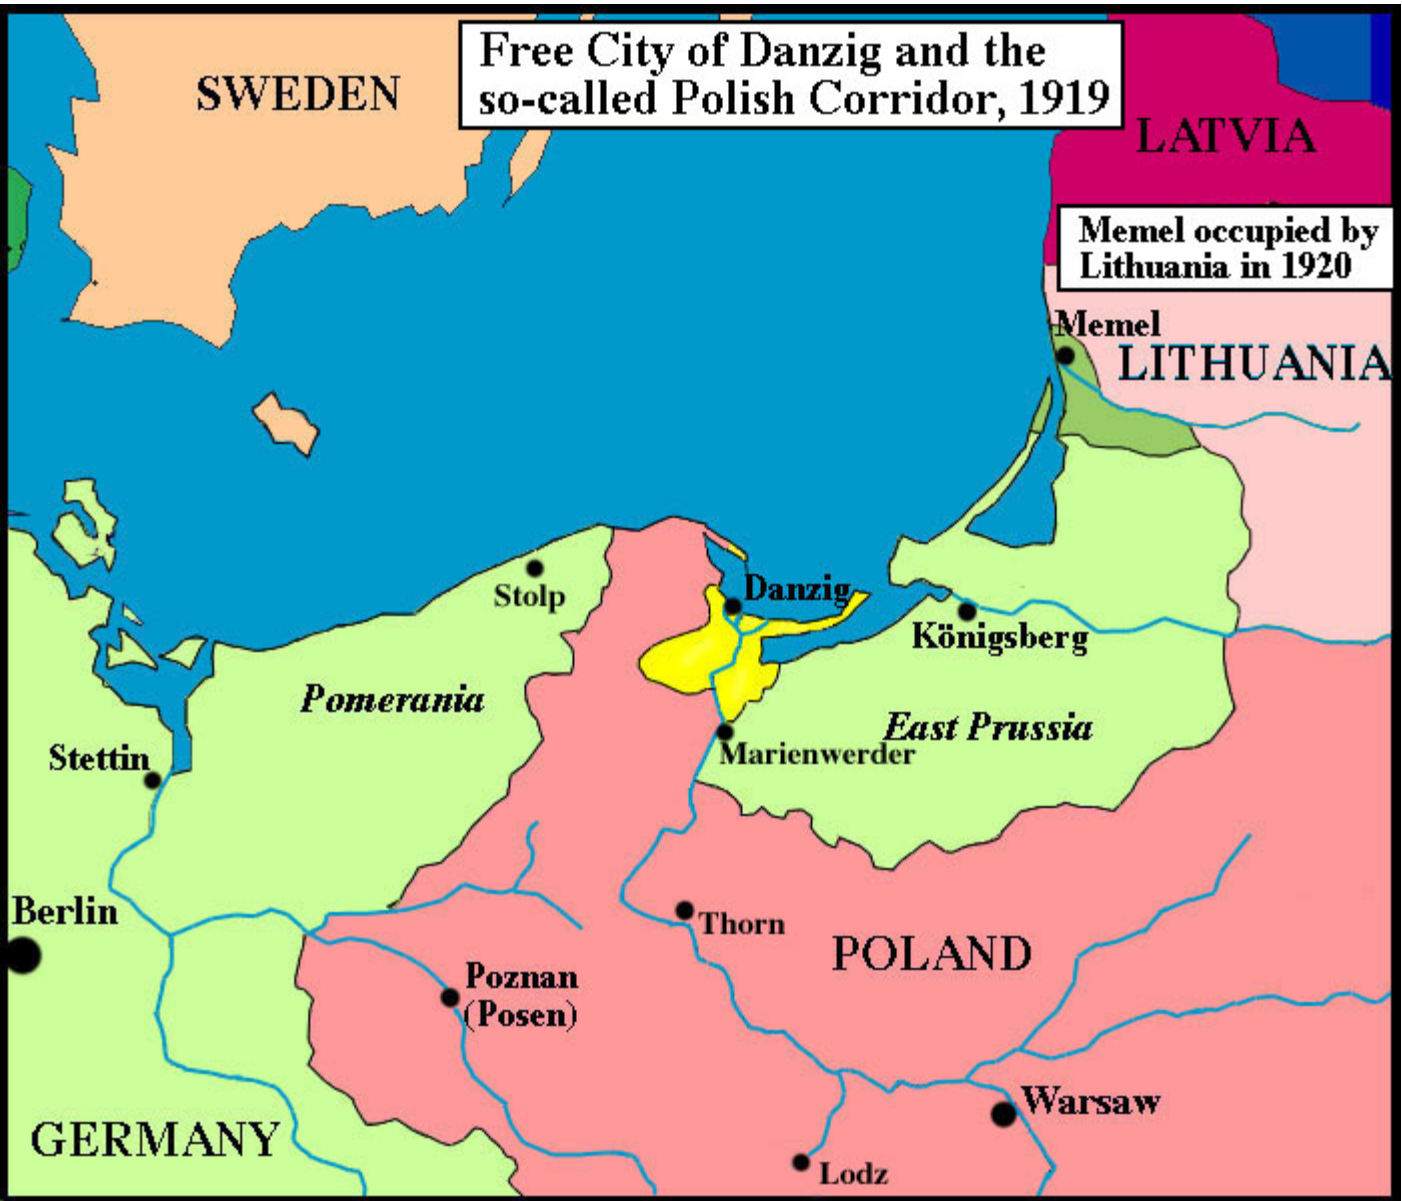 Free City of Danzig and the
so-called Polish Corridor, 1919
SWEDEN
LATVIA
Memel occupied by
Lithuania in 1920
Memel
LITHUANIA
Stolp
Danzig
Königsberg
Pomerania
East Prussia
Stettin
Marienwerder
Berlin
Thorn
POLAND
Poznan
(Posen)
Warsaw
GERMANY
Lodz